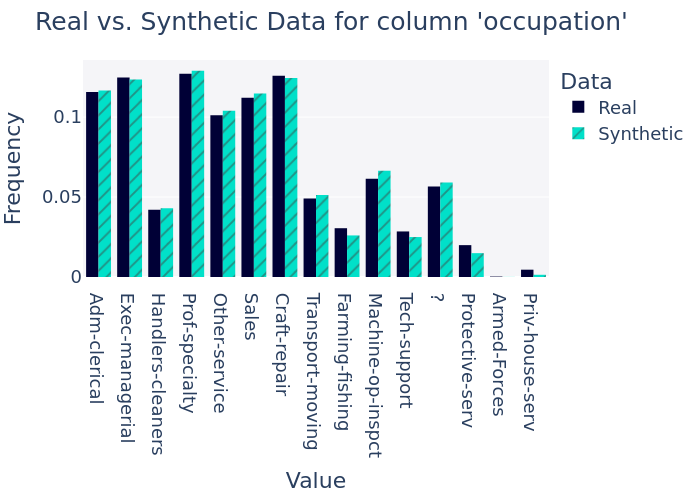 Real vs. Synthetic Data for column 'occupation'
Data
Real
Synthetic
Frequency
0.1
0.05
0
Adm-clerical
Exec-managerial
Handlers-cleaners
Prof-specialty
Other-service
Sales
Craft-repair
Transport-moving
Farming-fishing
Machine-op-inspct
Tech-support
?
Protective-serv
Armed-Forces
Priv-house-serv
Value